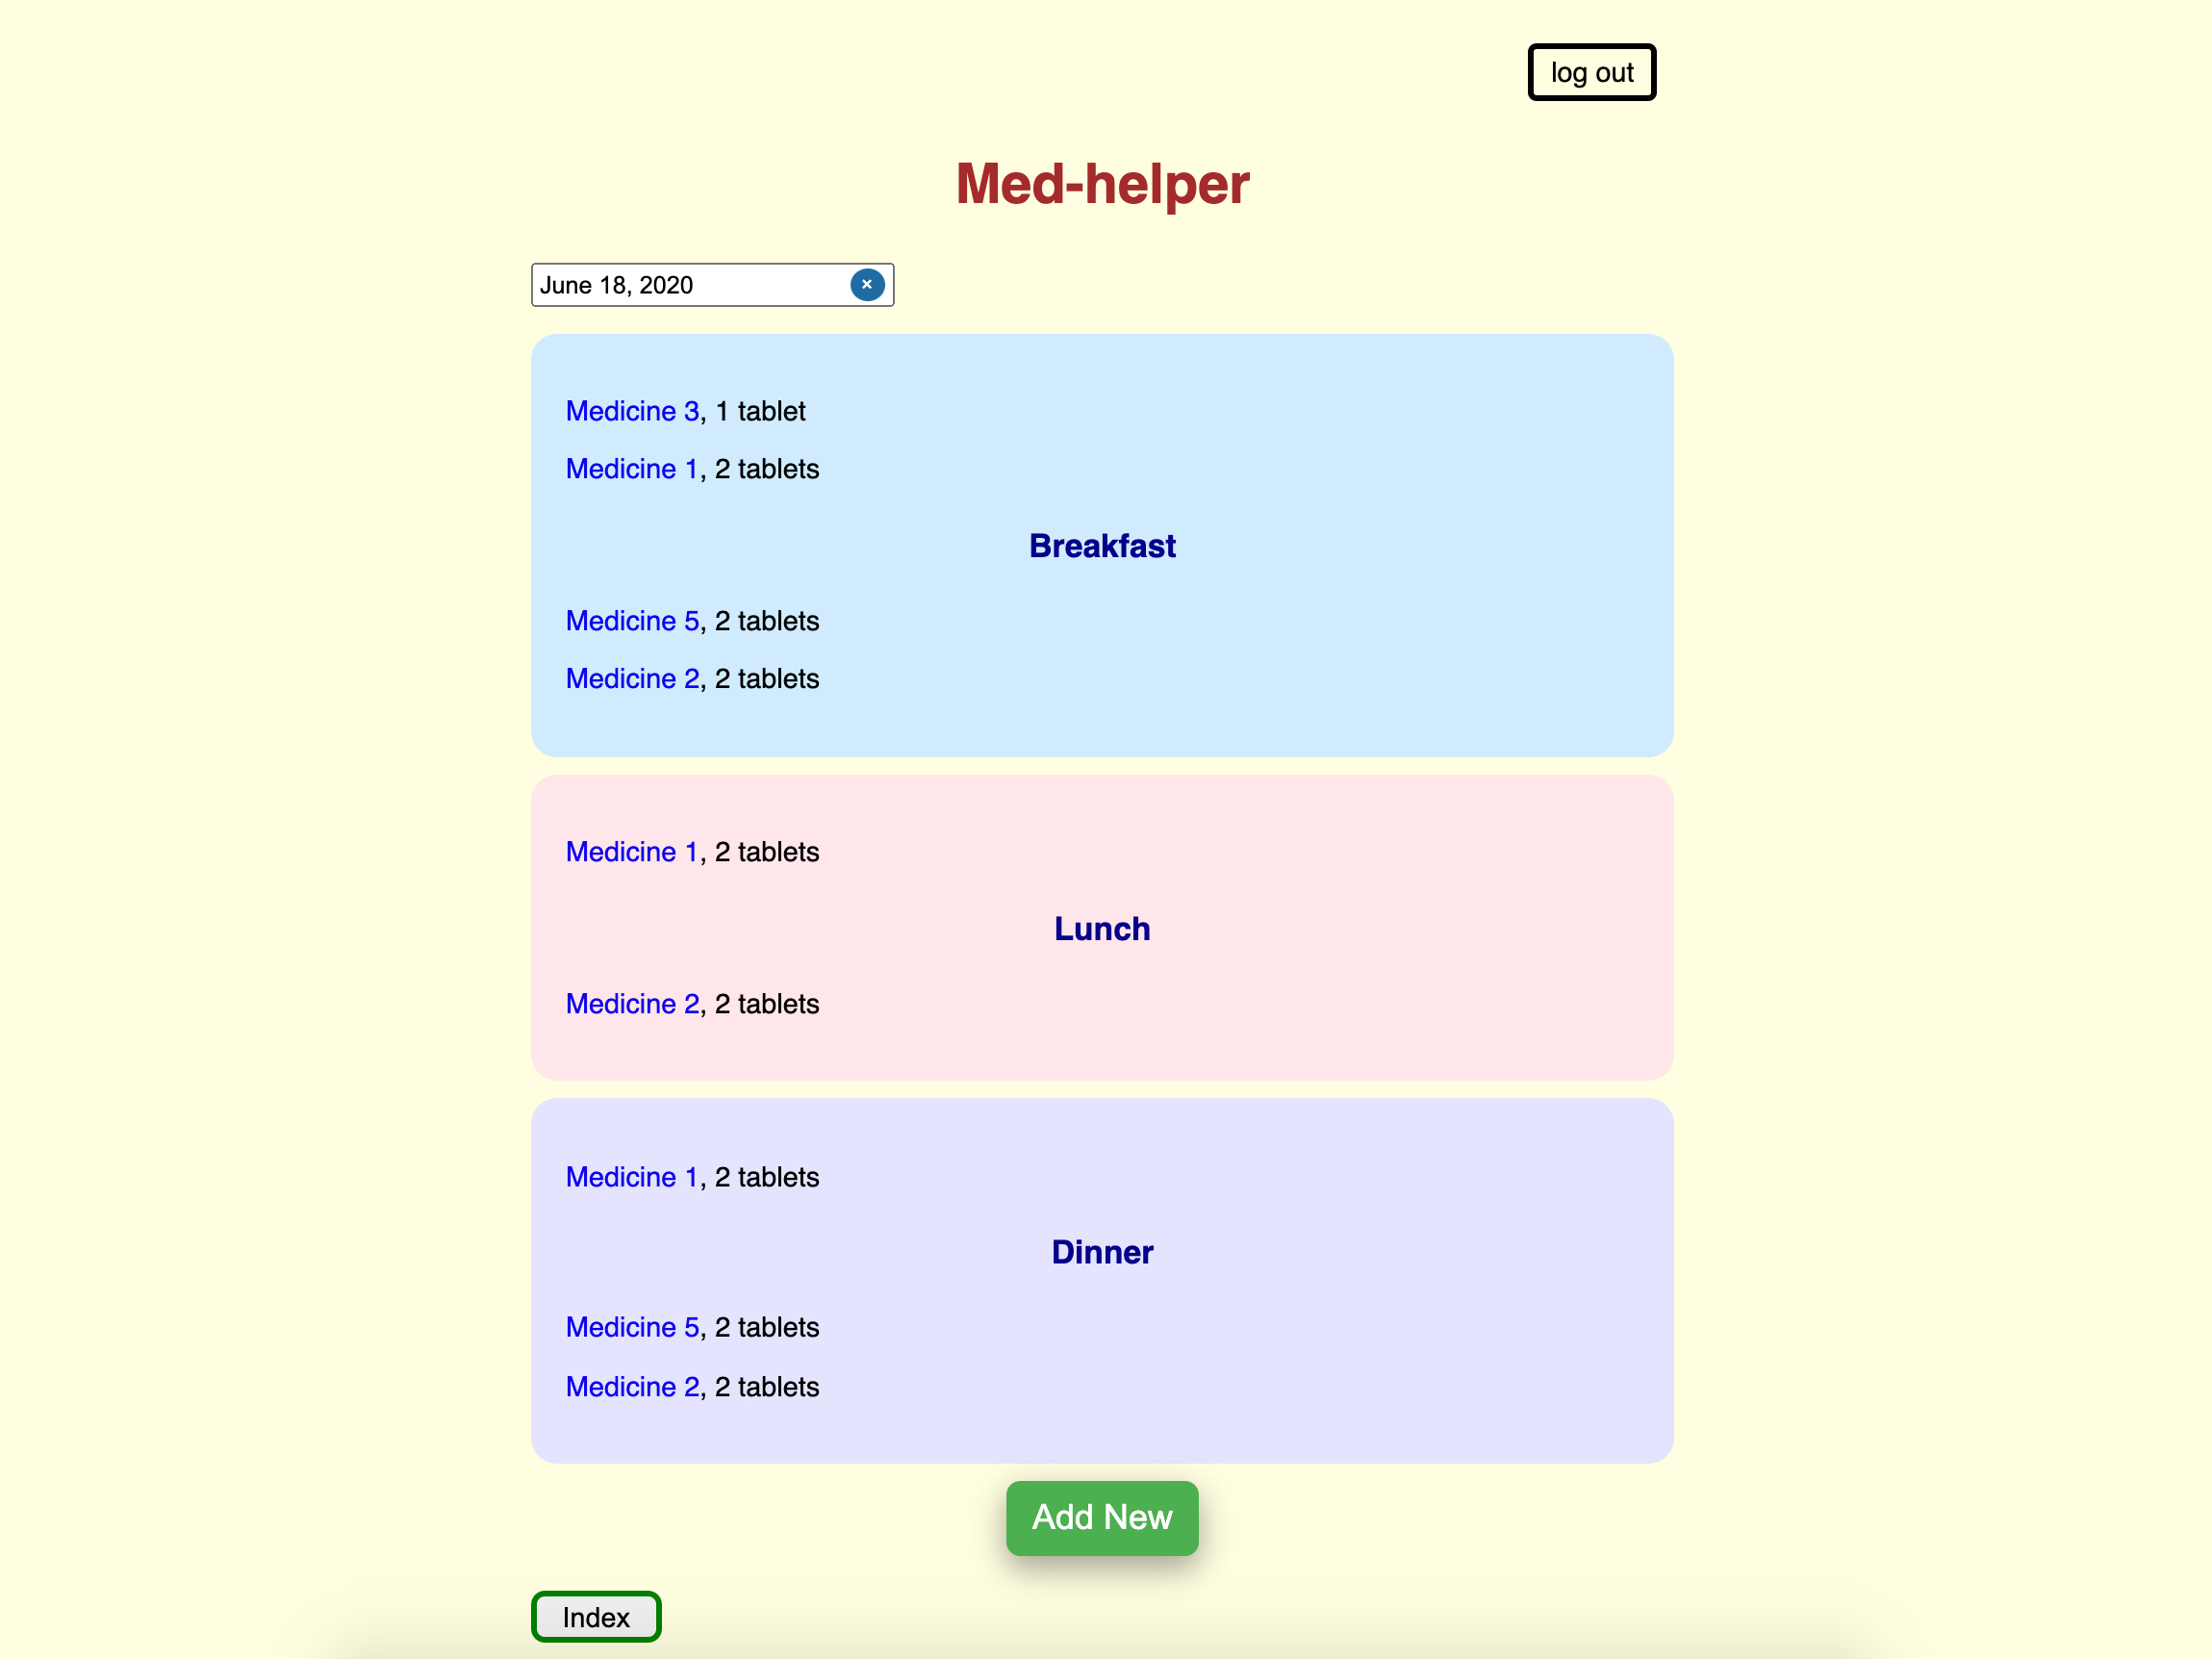 log out
Med-helper
June 18, 2020
Medicine 3, 1 tablet
Medicine 1, 2 tablets
Breakfast
Medicine 5, 2 tablets
Medicine 2, 2 tablets
Medicine 1, 2 tablets
Lunch
Medicine 2, 2 tablets
Medicine 1, 2 tablets
Dinner
Medicine 5, 2 tablets
Medicine 2, 2 tablets
Add New
Index